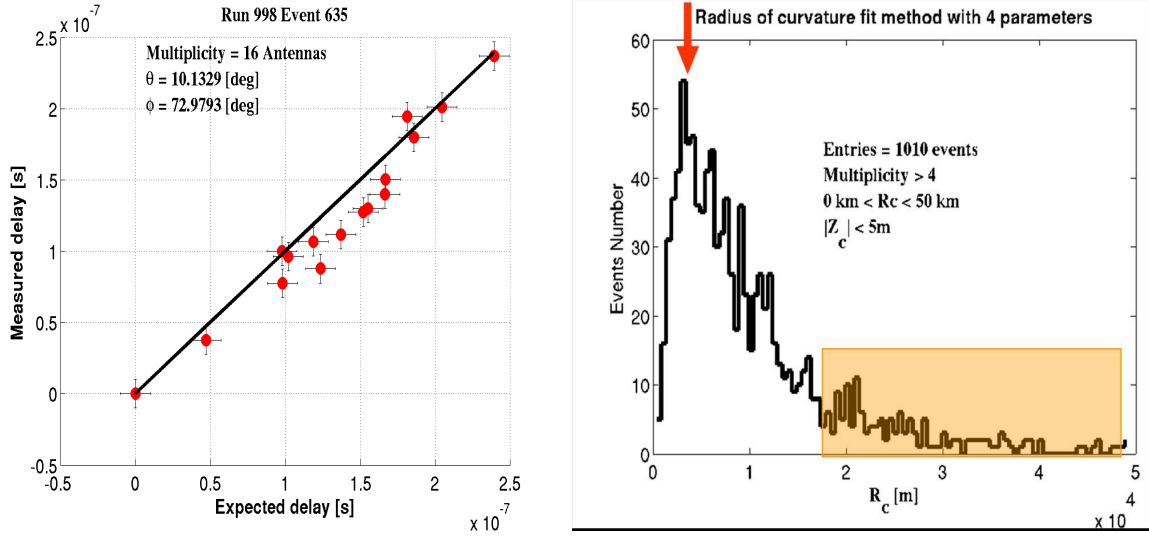 Run 998 Event 635
x 10^-7
Multiplicity = 16 Antennas
θ = 10.1329 [deg]
ϕ = 72.9793 [deg]
2.5
2
1.5
1
0.5
0
-0.5
Measured delay [s]
-0.5 0 0.5 1 1.5 2 2.5
Expected delay [s]
x 10^-7
Radius of curvature fit method with 4 parameters
60
50
40
30
20
10
0
Events Number
Entries = 1010 events
Multiplicity > 4
0 km < Rc < 50 km
|Z_C| < 5m
0 1 2 3 4 5
R_C [m]
x 10^4